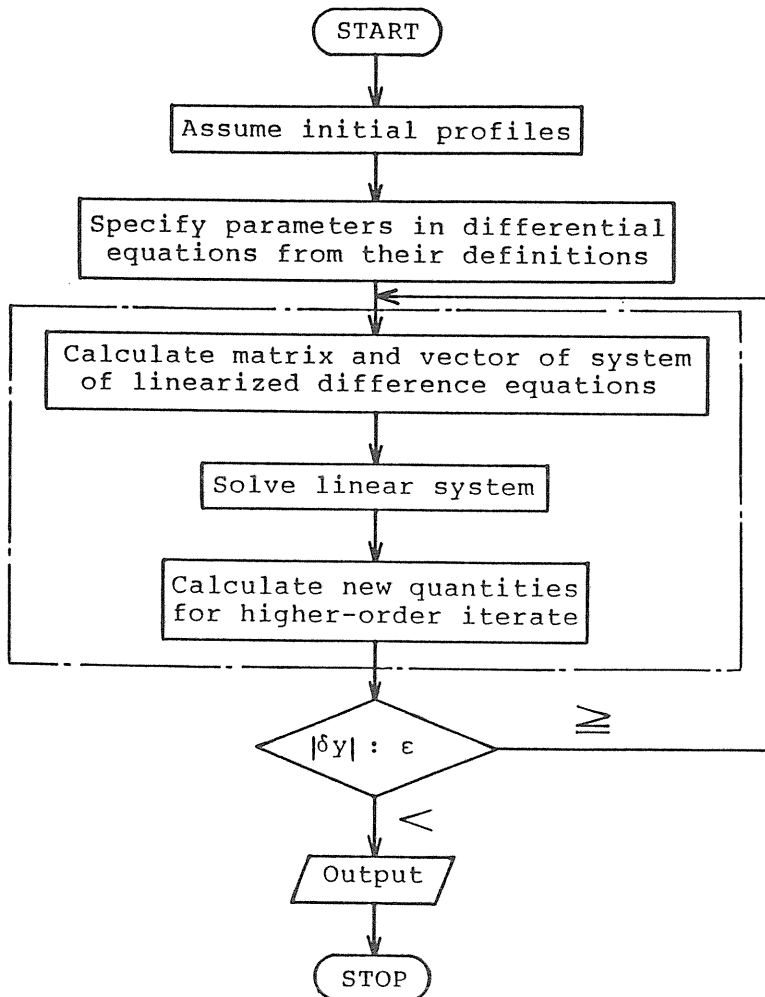 START
Assume initial profiles
Specify parameters in differential
equations from their definitions
Calculate matrix and vector of system
of linearized difference equations
Solve linear system
Calculate new quantities
for higher-order iterate
|δy| : ε
≧
<
Output
STOP